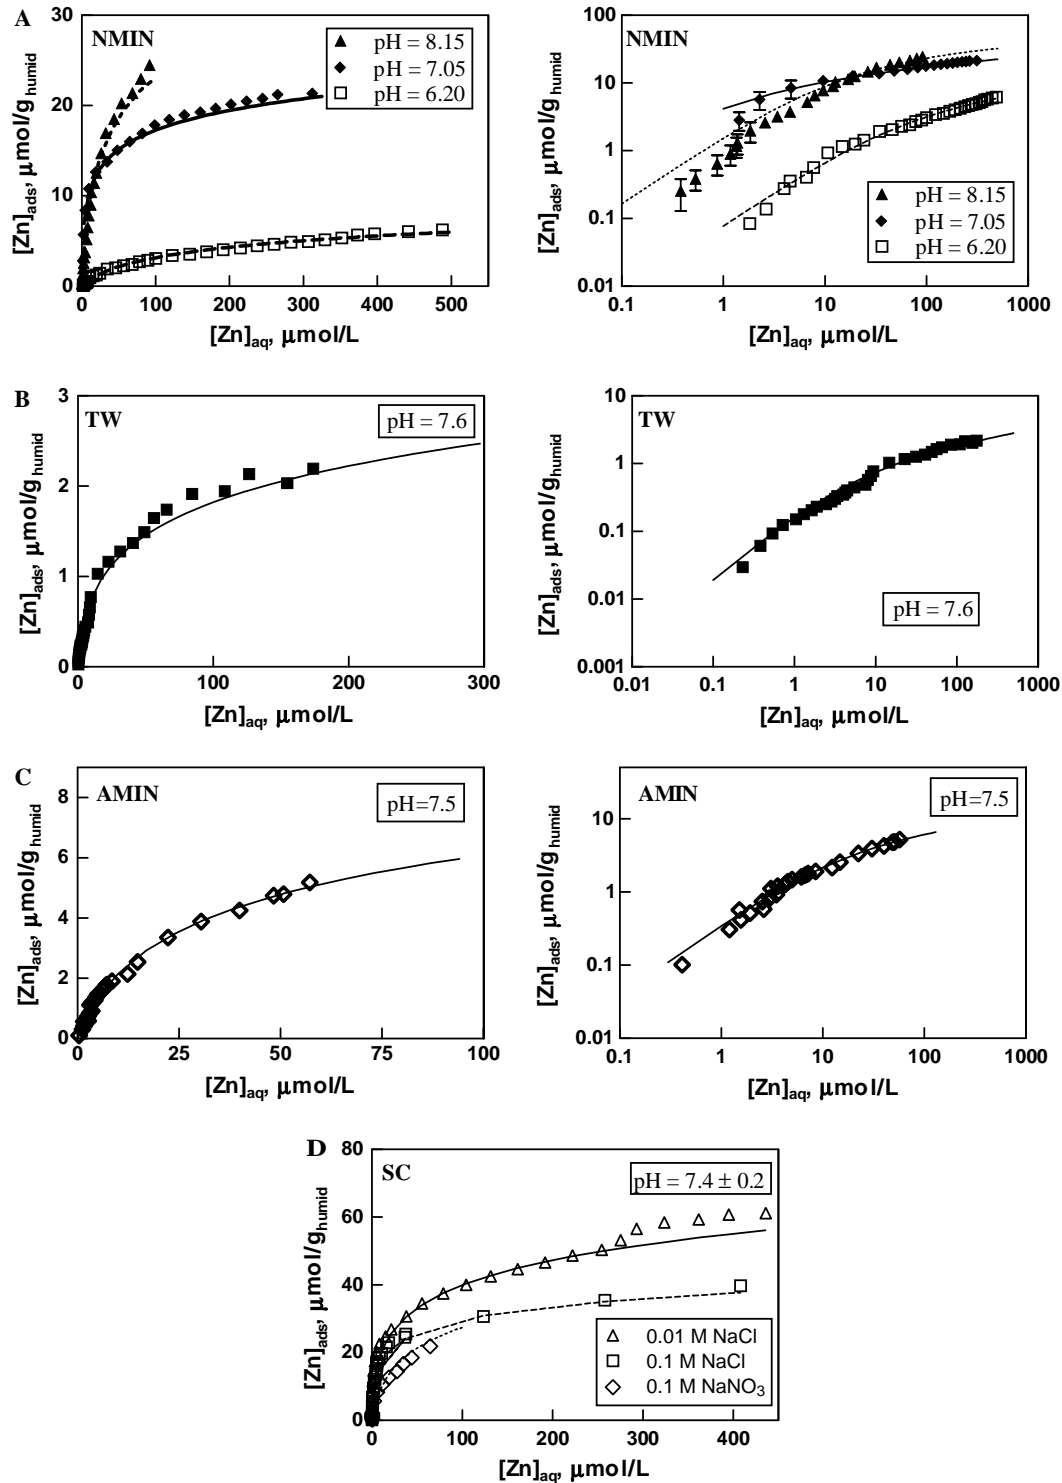 A
NMIN
pH = 8.15
pH = 7.05
pH = 6.20
30
20
10
0
0 100 200 300 400 500
[Zn]ads, μmol/g humid
[Zn]aq, μmol/L
NMIN
pH = 8.15
pH = 7.05
pH = 6.20
100
10
1
0.1
0.01
0.1 1 10 100 1000
[Zn]ads, μmol/g humid
[Zn]aq, μmol/L
B
TW
pH = 7.6
3
2
1
0
0 100 200 300
[Zn]ads, μmol/g humid
[Zn]aq, μmol/L
TW
pH = 7.6
10
1
0.1
0.01
0.001
0.01 0.1 1 10 100 1000
[Zn]ads, μmol/g humid
[Zn]aq, μmol/L
C
AMIN
pH=7.5
8
6
4
2
0
0 25 50 75 100
[Zn]ads, μmol/g humid
[Zn]aq, μmol/L
AMIN
pH=7.5
10
1
0.1
0.01
0.1 1 10 100 1000
[Zn]ads, μmol/g humid
[Zn]aq, μmol/L
D
SC
pH = 7.4 ± 0.2
80
60
40
20
0
0 100 200 300 400
0.01 M NaCl
0.1 M NaCl
0.1 M NaNO3
[Zn]ads, μmol/g humid
[Zn]aq, μmol/L